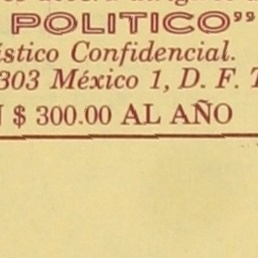 POLITICO”
ístico Confidencial.
303 México 1, D. F. T
$ 300.00 AL AÑO